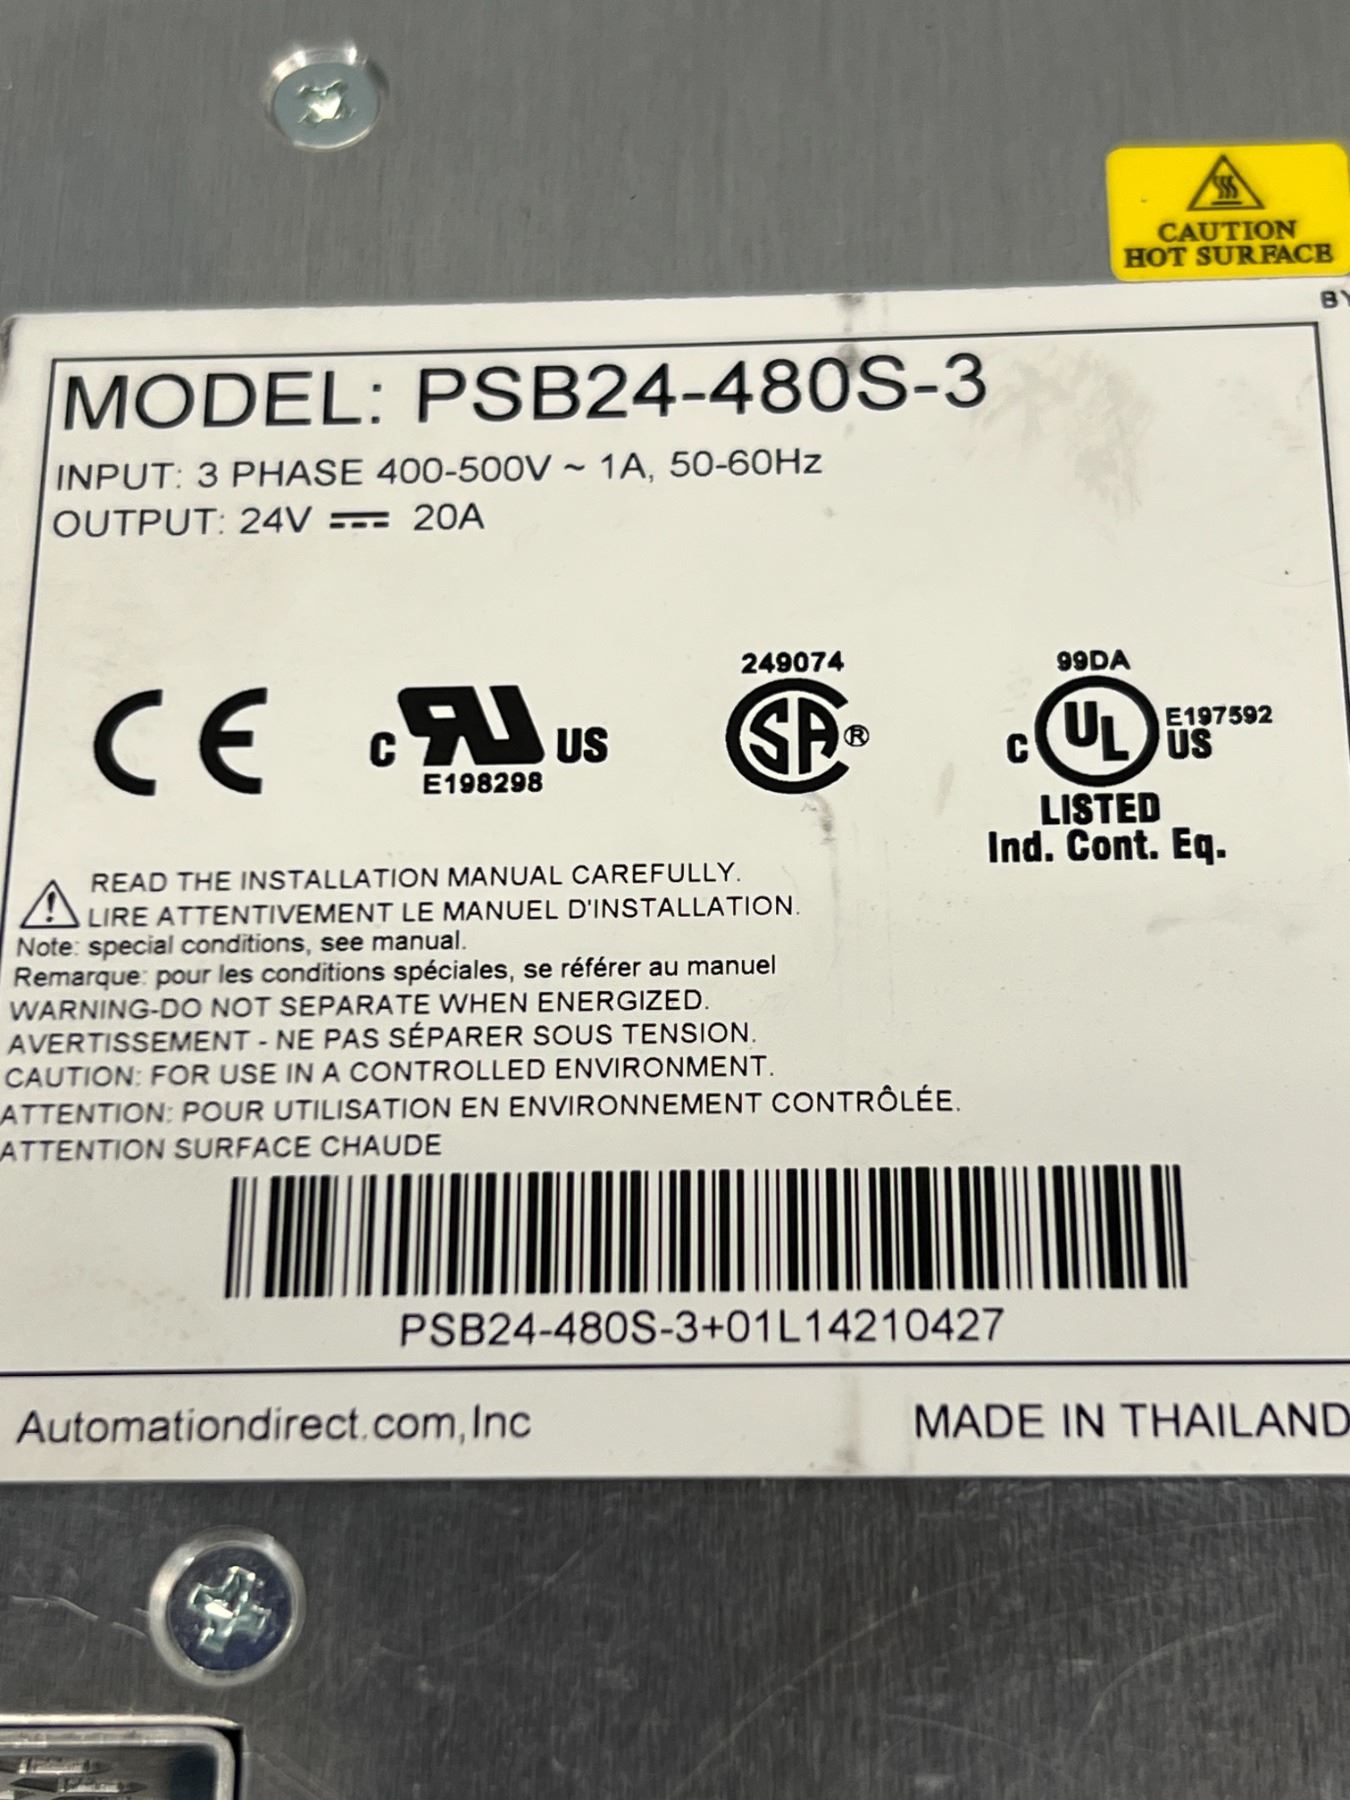 CAUTION
HOT SURFACE
BY
MODEL: PSB24-480S-3
INPUT: 3 PHASE 400-500V ~ 1A, 50-60Hz
OUTPUT: 24V ⎓ 20A
249074
99DA
CE
C RU US
SA ®
C UL US E197592
E198298
LISTED
Ind. Cont. Eq.
READ THE INSTALLATION MANUAL CAREFULLY.
LIRE ATTENTIVEMENT LE MANUEL D'INSTALLATION.
Note: special conditions, see manual.
Remarque: pour les conditions spéciales, se référer au manuel
WARNING-DO NOT SEPARATE WHEN ENERGIZED.
AVERTISSEMENT - NE PAS SÉPARER SOUS TENSION.
CAUTION: FOR USE IN A CONTROLLED ENVIRONMENT.
ATTENTION: POUR UTILISATION EN ENVIRONNEMENT CONTRÔLÉE.
ATTENTION SURFACE CHAUDE
PSB24-480S-3+01L14210427
Automationdirect.com,Inc
MADE IN THAILAND